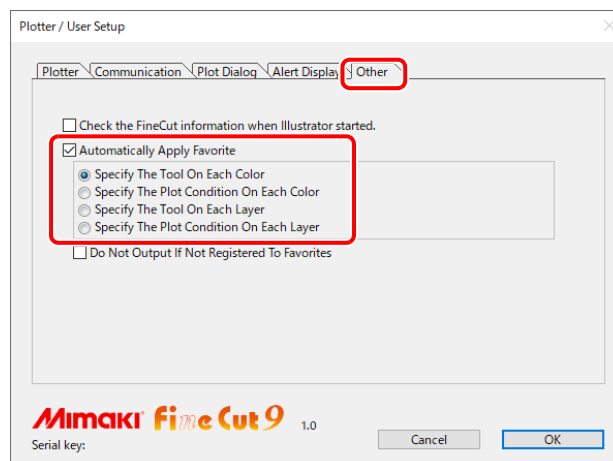 Plotter / User Setup
Plotter Communication Plot Dialog Alert Display Other
Check the FineCut information when Illustrator started.
Automatically Apply Favorite
Specify The Tool On Each Color
Specify The Plot Condition On Each Color
Specify The Tool On Each Layer
Specify The Plot Condition On Each Layer
Do Not Output If Not Registered To Favorites
Mimaki Fine Cut 9 1.0
Serial key:
Cancel OK